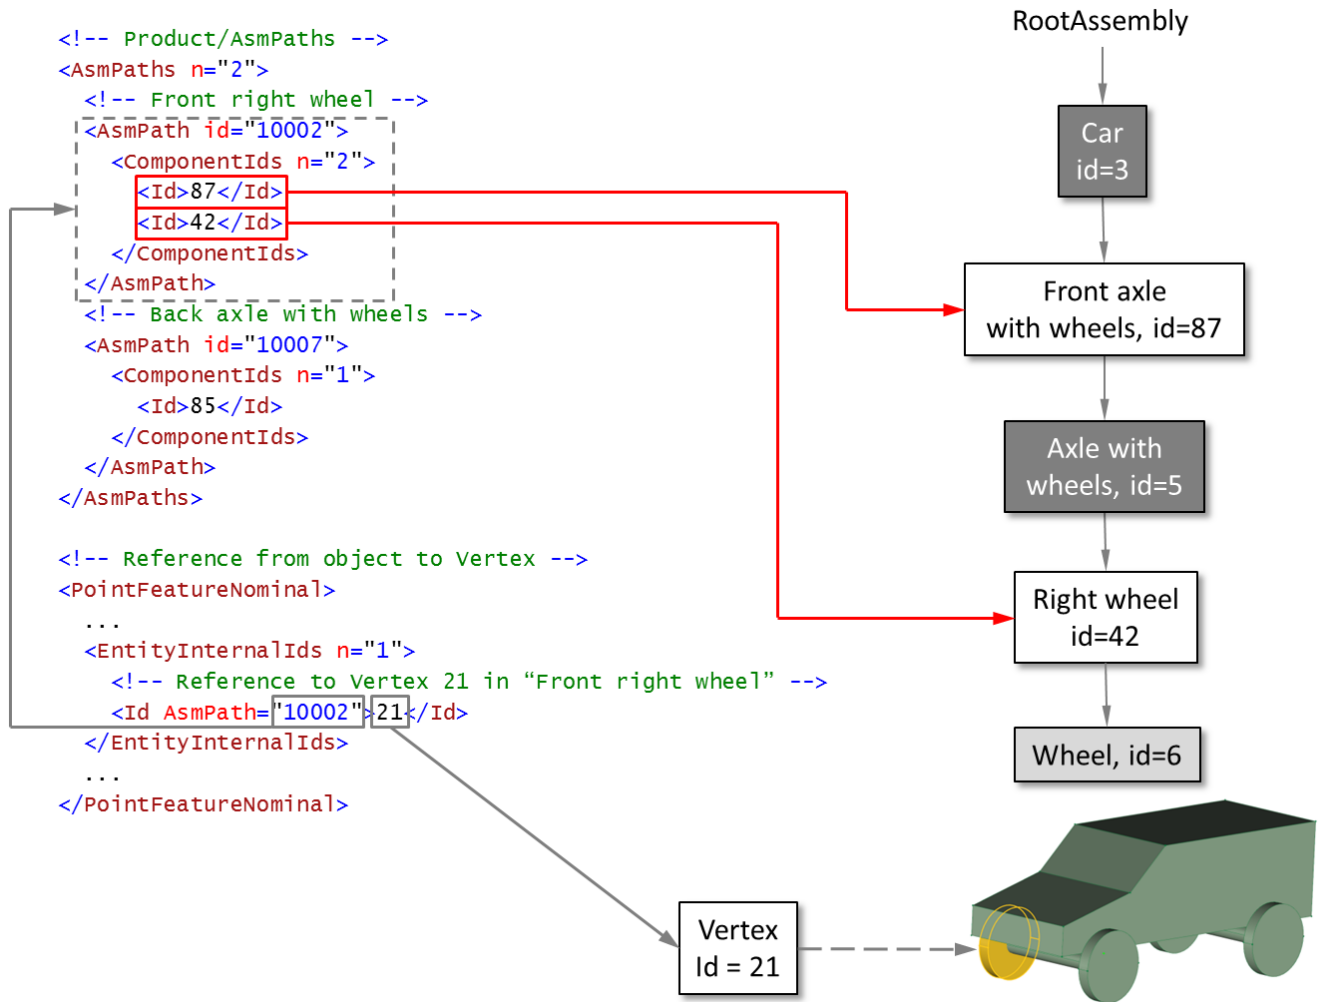 <!-- Product/AsmPaths -->
<AsmPaths n="2">
<!-- Front right wheel -->
<AsmPath id="10002">
<ComponentIds n="2">
<Id>87</Id>
<Id>42</Id>
</ComponentIds>
</AsmPath>
<!-- Back axle with wheels -->
<AsmPath id="10007">
<ComponentIds n="1">
<Id>85</Id>
</ComponentIds>
</AsmPath>
</AsmPaths>
<!-- Reference from object to Vertex -->
<PointFeatureNominal>
...
<EntityInternalIds n="1">
<!-- Reference to Vertex 21 in “Front right wheel” -->
<Id AsmPath="10002">21</Id>
</EntityInternalIds>
...
</PointFeatureNominal>
RootAssembly
Car
id=3
Front axle
with wheels, id=87
Axle with
wheels, id=5
Right wheel
id=42
Wheel, id=6
Vertex
Id = 21